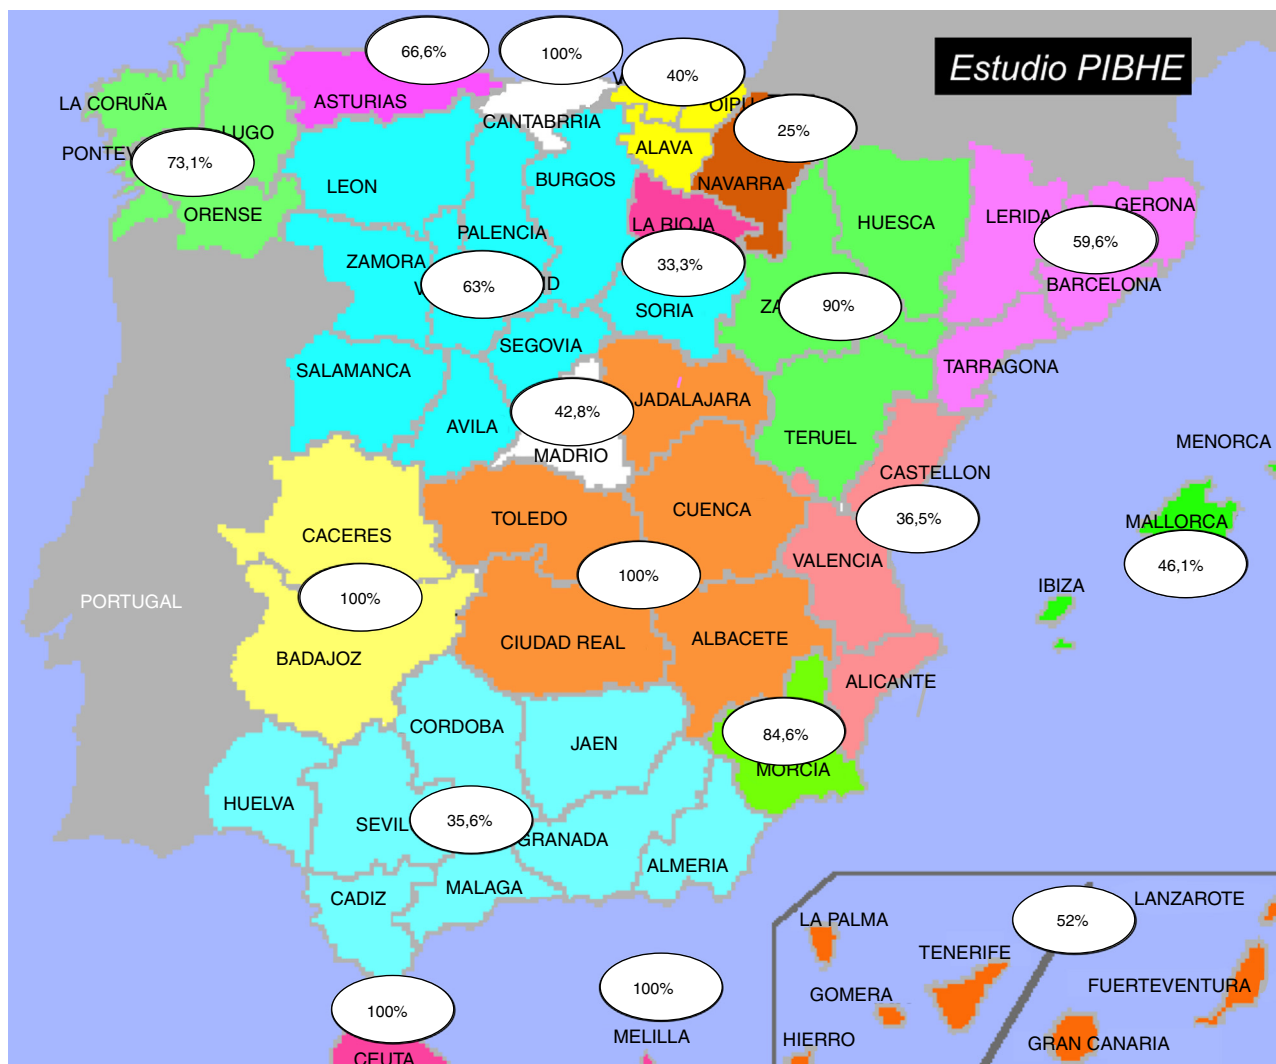 Estudio PIBHE
66,6%
100%
40%
25%
LA CORUÑA
ASTURIAS
CANTABRRIA
LUGO
ALAVA
73,1%
ORENSE
LEON
BURGOS
NAVARRA
LA RIOJA
HUESCA
LERIDA
GERONA
59,6%
BARCELONA
PALENCIA
ZAMORA
63%
33,3%
SORIA
90%
SEGOVIA
TARRAGONA
SALAMANCA
AVILA
42,8%
MADRIO
JADALAJARA
TERUEL
CASTELLON
MENORCA
MALLORCA
46,1%
IBIZA
36,5%
VALENCIA
TOLEDO
CUENCA
CACERES
100%
100%
PORTUGAL
BADAJOZ
CIUDAD REAL
ALBACETE
ALICANTE
84,6%
MORCIA
CORDOBA
JAEN
HUELVA
SEVIL
35,6%
GRANADA
ALMERIA
CADIZ
MALAGA
100%
CEUTA
100%
MELILLA
LA PALMA
TENERIFE
GOMERA
HIERRO
52%
LANZAROTE
FUERTEVENTURA
GRAN CANARIA